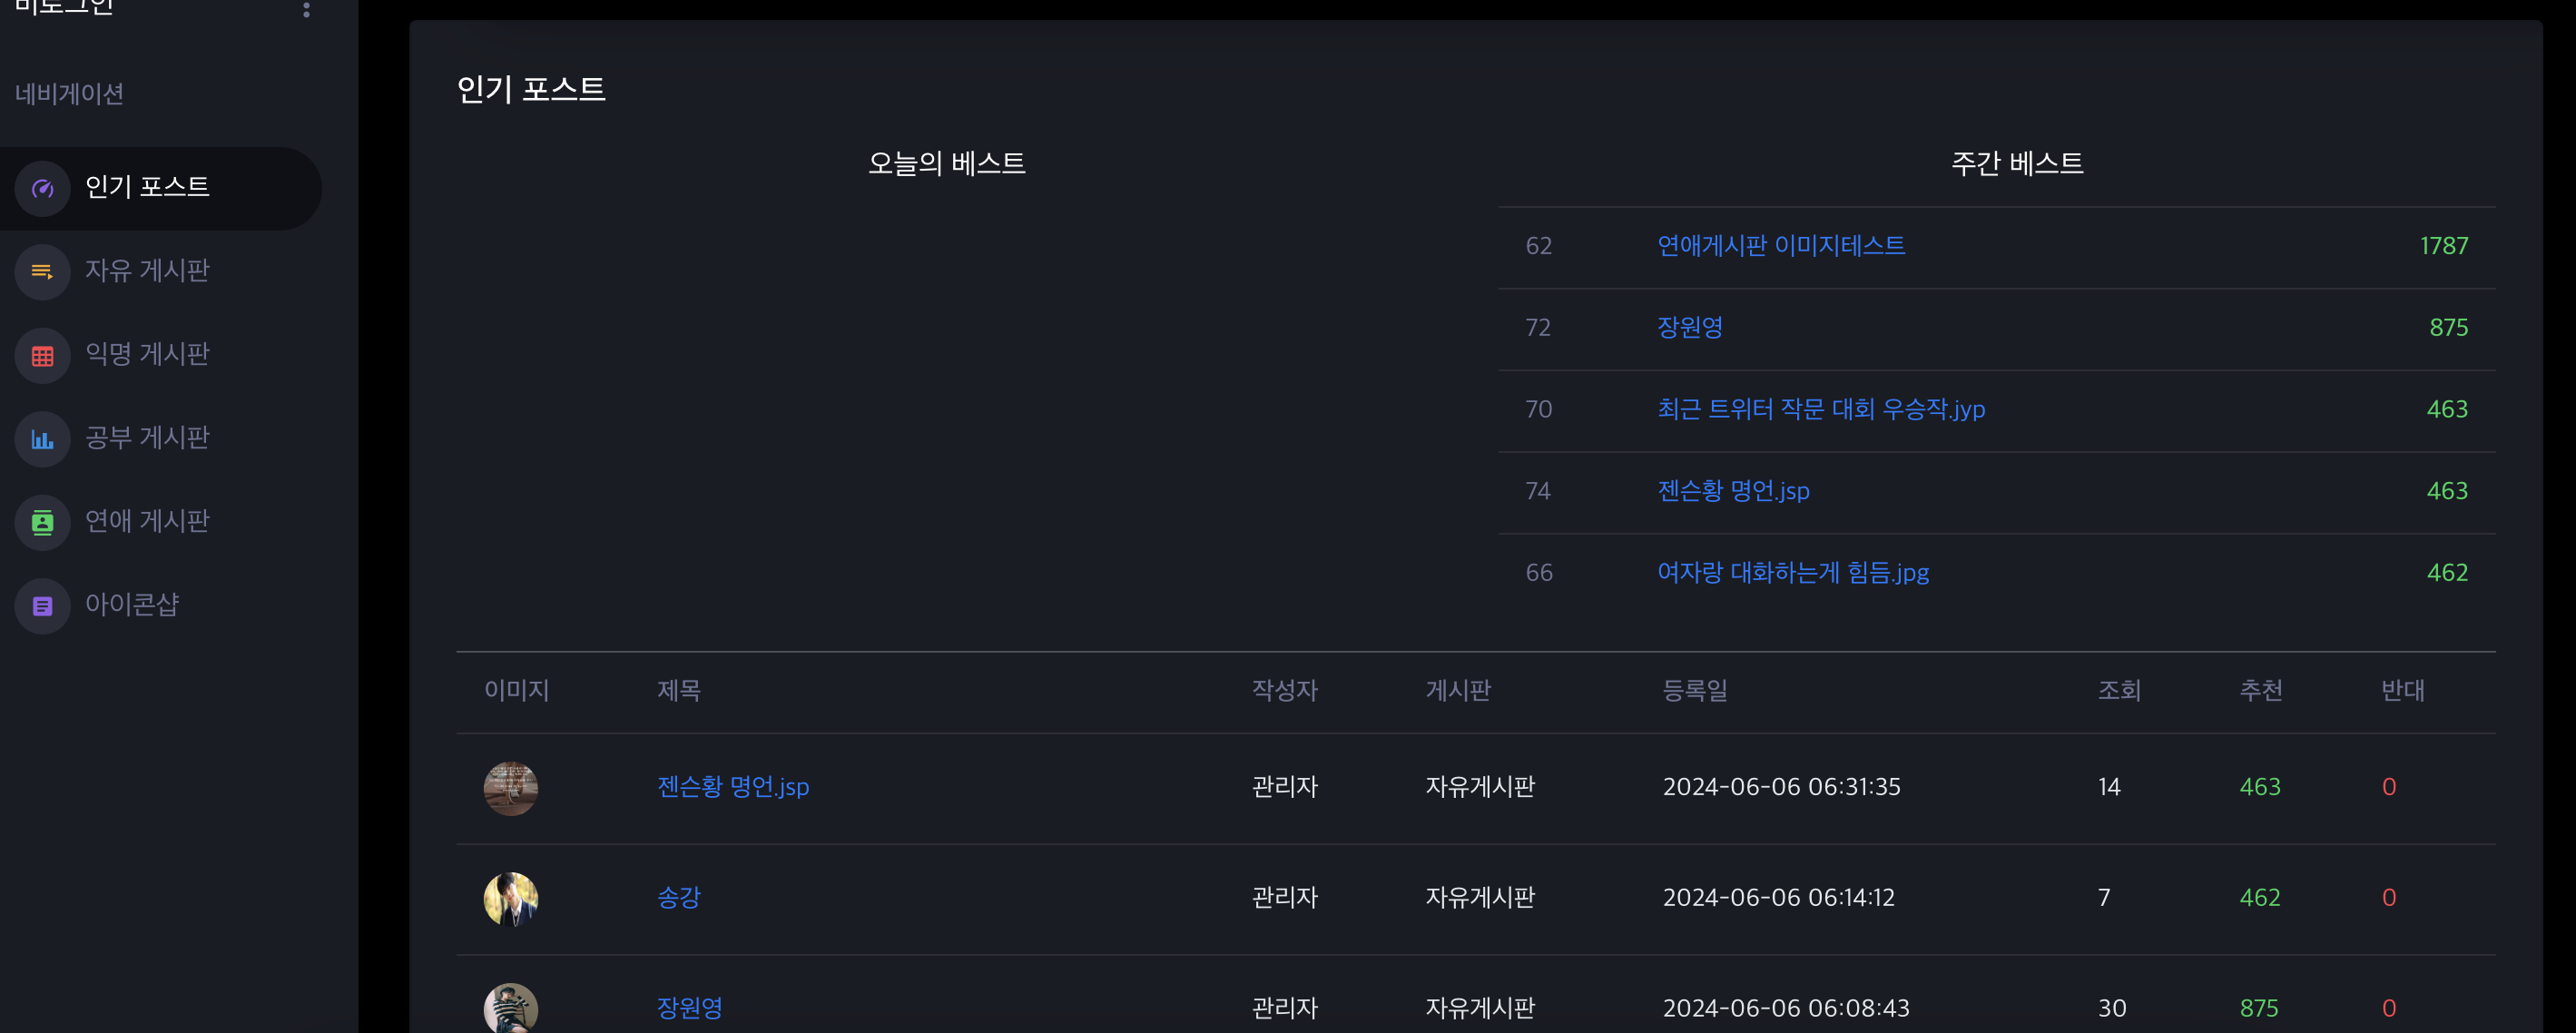 비로그인
네비게이션
인기 포스트
자유 게시판
익명 게시판
공부 게시판
연애 게시판
아이콘샵
인기 포스트
오늘의 베스트
주간 베스트
62 연애게시판 이미지테스트 1787
72 장원영 875
70 최근 트위터 작문 대회 우승작.jyp 463
74 젠슨황 명언.jsp 463
66 여자랑 대화하는게 힘듬.jpg 462
이미지 제목 작성자 게시판 등록일 조회 추천 반대
젠슨황 명언.jsp 관리자 자유게시판 2024-06-06 06:31:35 14 463 0
송강 관리자 자유게시판 2024-06-06 06:14:12 7 462 0
장원영 관리자 자유게시판 2024-06-06 06:08:43 30 875 0